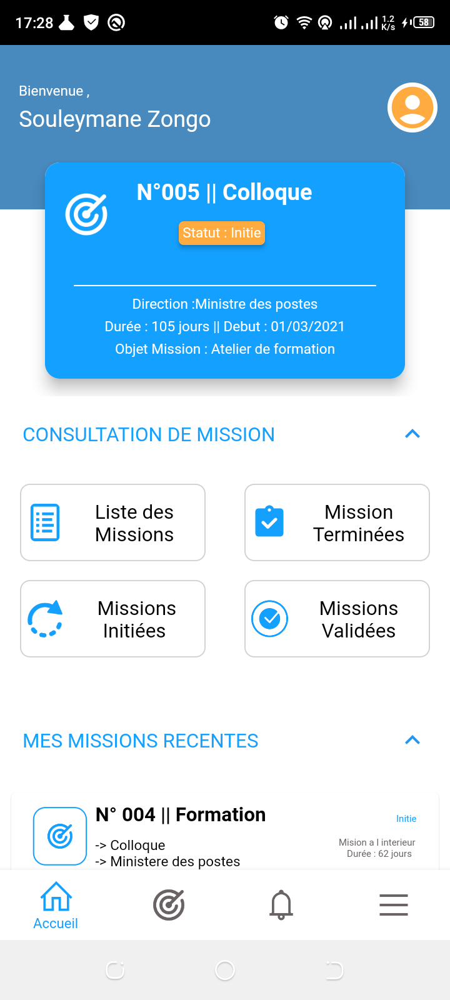 17:28
1.2
K/s
58
Bienvenue ,
Souleymane Zongo
N°005 || Colloque
Statut : Initie
Direction :Ministre des postes
Durée : 105 jours || Debut : 01/03/2021
Objet Mission : Atelier de formation
CONSULTATION DE MISSION
Liste des
Missions
Mission
Terminées
Missions
Initiées
Missions
Validées
MES MISSIONS RECENTES
N° 004 || Formation
Initie
-> Colloque
-> Ministere des postes
Mision a l interieur
Durée : 62 jours
Accueil